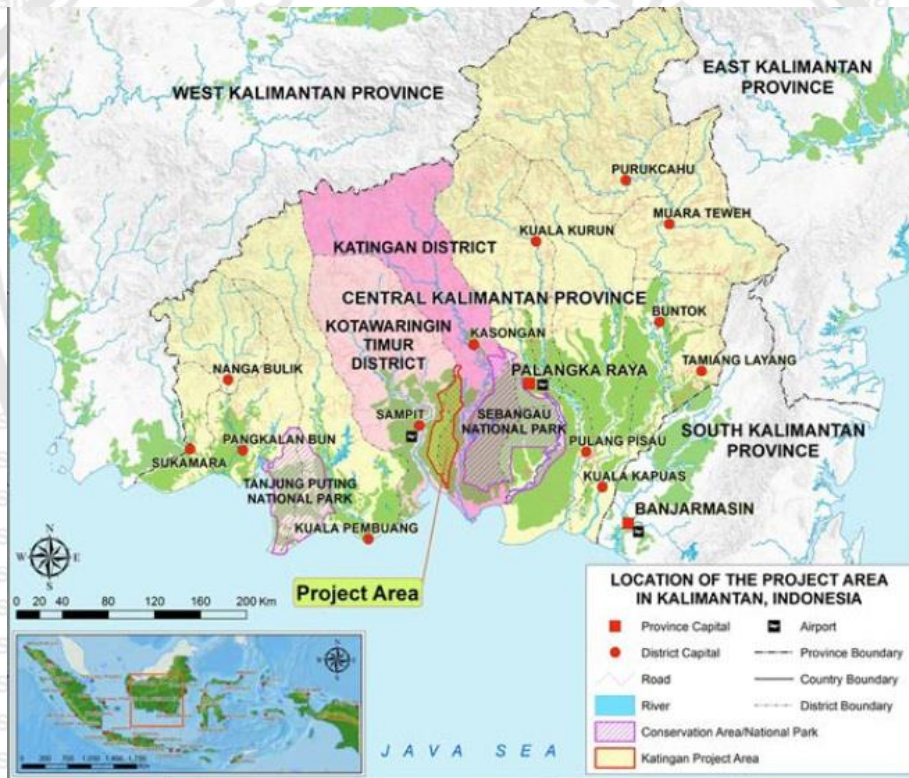 WEST KALIMANTAN PROVINCE
EAST KALIMANTAN
PROVINCE
PURUKCAHU
MUARA TEWEH
KUALA KURUN
KATINGAN DISTRICT
CENTRAL KALIMANTAN PROVINCE
BUNTOK
KOTAWARINGIN
TIMUR
DISTRICT
KASONGAN
NANGA BULIK
PALANGKA RAYA
TAMIANG LAYANG
SAMPIT
SEBANGAU
NATIONAL PARK
SOUTH KALIMANTAN
PROVINCE
PANGKALAN BUN
PULANG PISAU
SUKAMARA
TANJUNG PUTING
NATIONAL PARK
KUALA KAPUAS
BANJARMASIN
KUALA PEMBUANG
N
W E
S
Project Area
0 20 40 80 120 160 200 Km
LOCATION OF THE PROJECT AREA
IN KALIMANTAN, INDONESIA
Province Capital
Airport
District Capital
Province Boundary
Road
Country Boundary
River
District Boundary
Conservation Area/National Park
Katingan Project Area
JAVA SEA